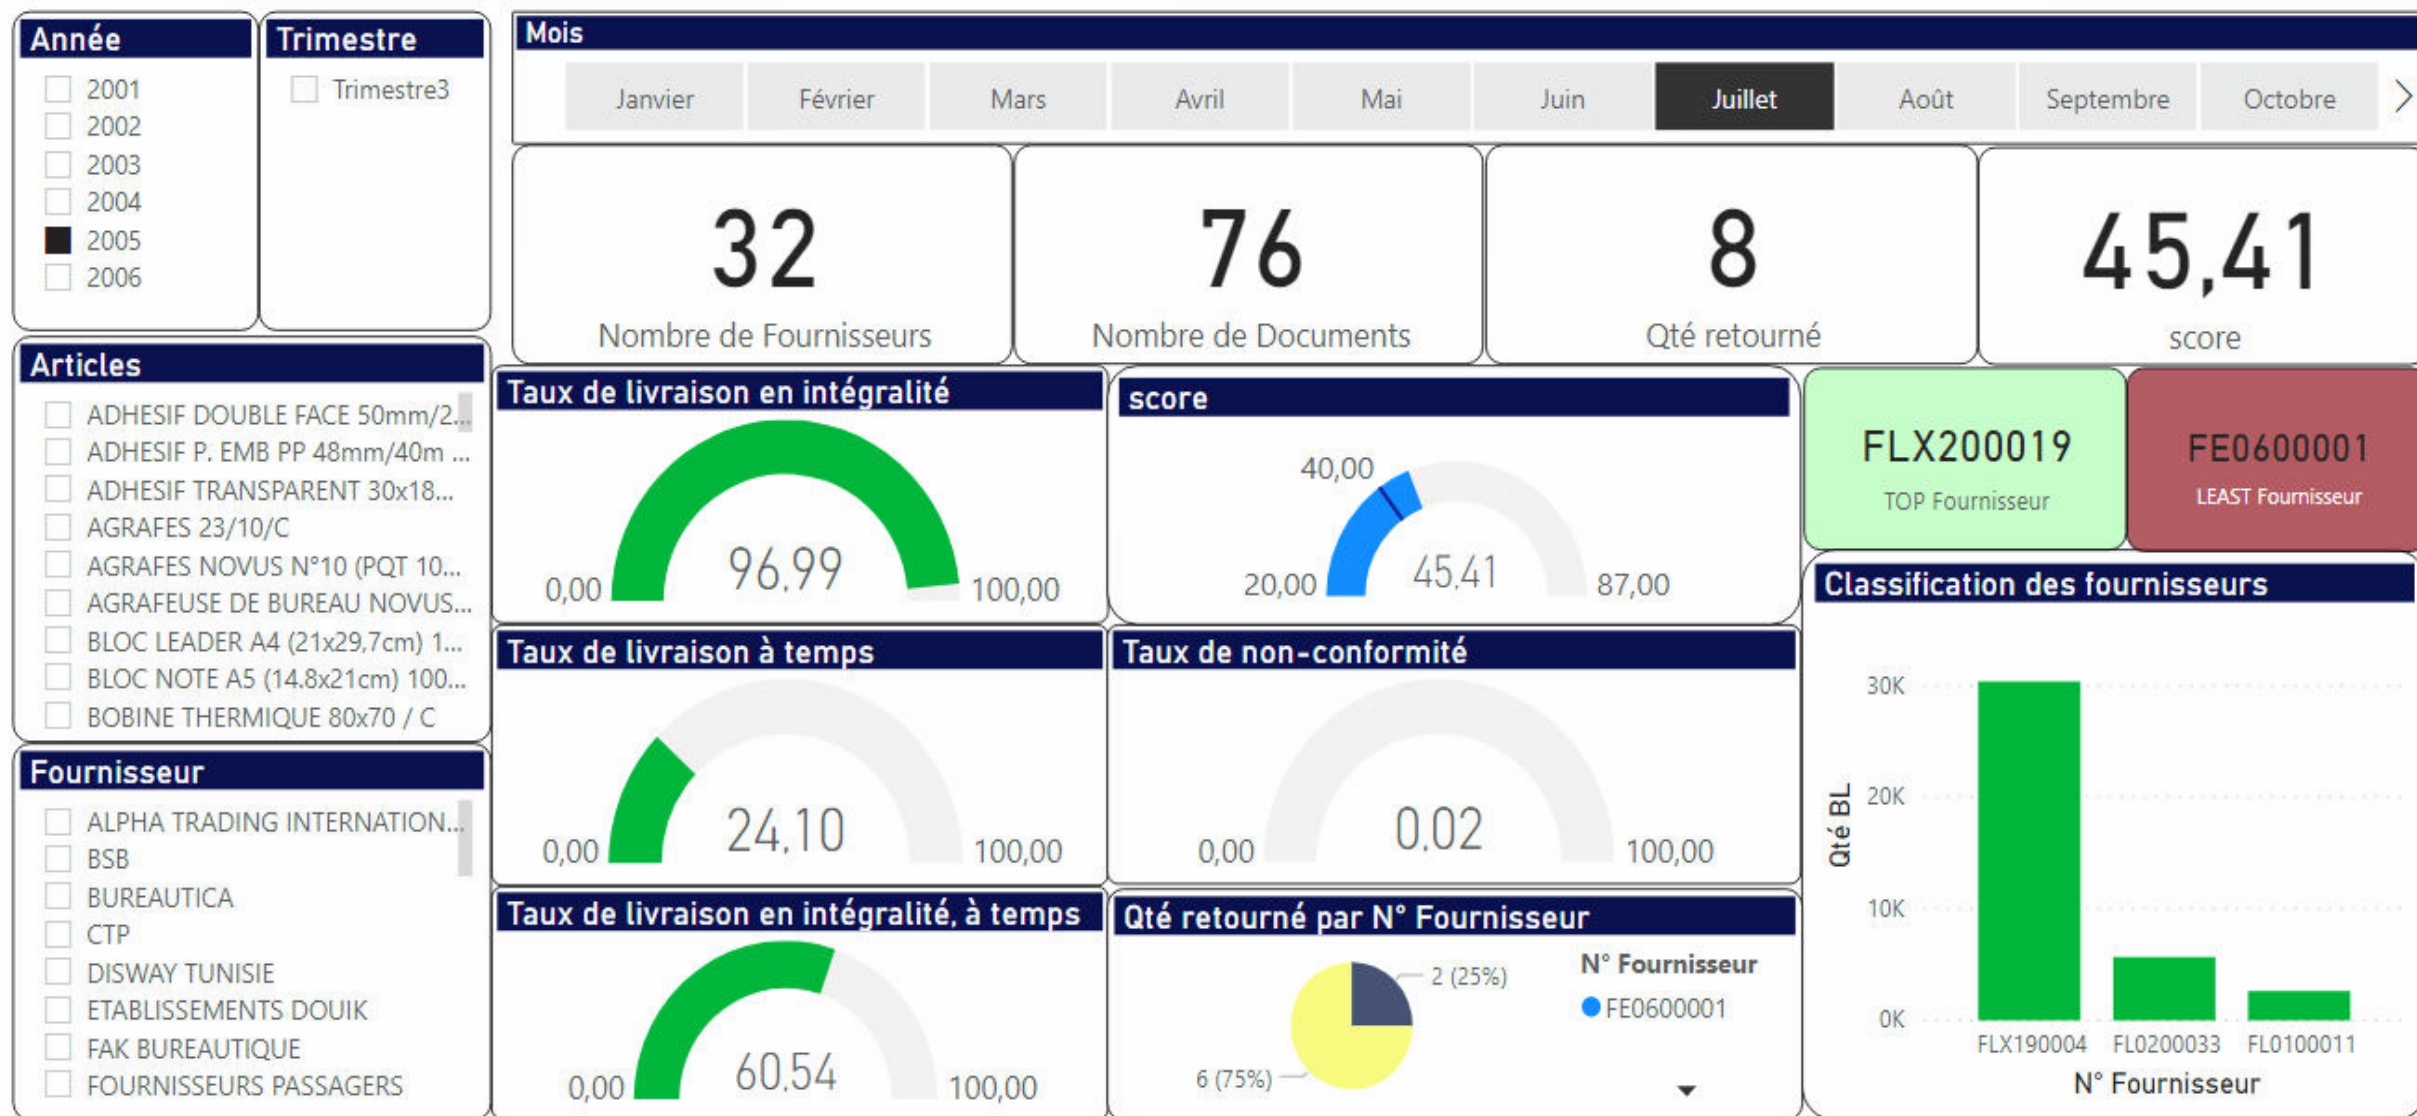 Année
2001
2002
2003
2004
2005
2006
Trimestre
Trimestre3
Mois
Janvier
Février
Mars
Avril
Mai
Juin
Juillet
Août
Septembre
Octobre
32
Nombre de Fournisseurs
76
Nombre de Documents
8
Qté retourné
45,41
score
Articles
ADHESIF DOUBLE FACE 50mm/2...
ADHESIF P. EMB PP 48mm/40m ...
ADHESIF TRANSPARENT 30x18...
AGRAFES 23/10/C
AGRAFES NOVUS N°10 (PQT 10...
AGRAFEUSE DE BUREAU NOVUS...
BLOC LEADER A4 (21x29,7cm) 1...
BLOC NOTE A5 (14.8x21cm) 100...
BOBINE THERMIQUE 80x70 / C
Fournisseur
ALPHA TRADING INTERNATION...
BSB
BUREAUTICA
CTP
DISWAY TUNISIE
ETABLISSEMENTS DOUIK
FAK BUREAUTIQUE
FOURNISSEURS PASSAGERS
Taux de livraison en intégralité
96,99
0,00
100,00
score
40,00
45,41
20,00
87,00
FLX200019
TOP Fournisseur
FE0600001
LEAST Fournisseur
Taux de livraison à temps
24,10
0,00
100,00
Taux de non-conformité
0,02
0,00
100,00
Taux de livraison en intégralité, à temps
60,54
0,00
100,00
Qté retourné par N° Fournisseur
2 (25%)
6 (75%)
N° Fournisseur
FE0600001
Classification des fournisseurs
Qté BL
30K
20K
10K
0K
FLX190004
FL0200033
FL0100011
N° Fournisseur